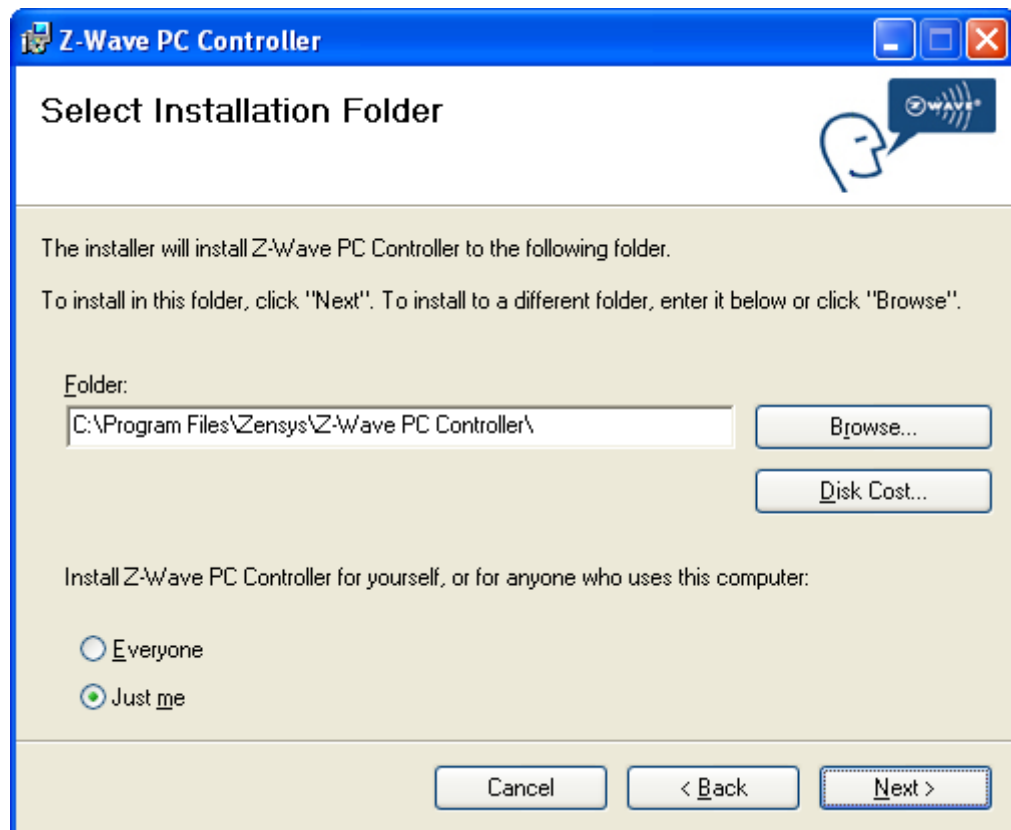 Z-Wave PC Controller
Select Installation Folder
Z WAVE
The installer will install Z-Wave PC Controller to the following folder.
To install in this folder, click "Next". To install to a different folder, enter it below or click "Browse".
Folder:
C:\Program Files\Zensys\Z-Wave PC Controller\
Browse...
Disk Cost...
Install Z-Wave PC Controller for yourself, or for anyone who uses this computer:
Everyone
Just me
Cancel
< Back
Next >